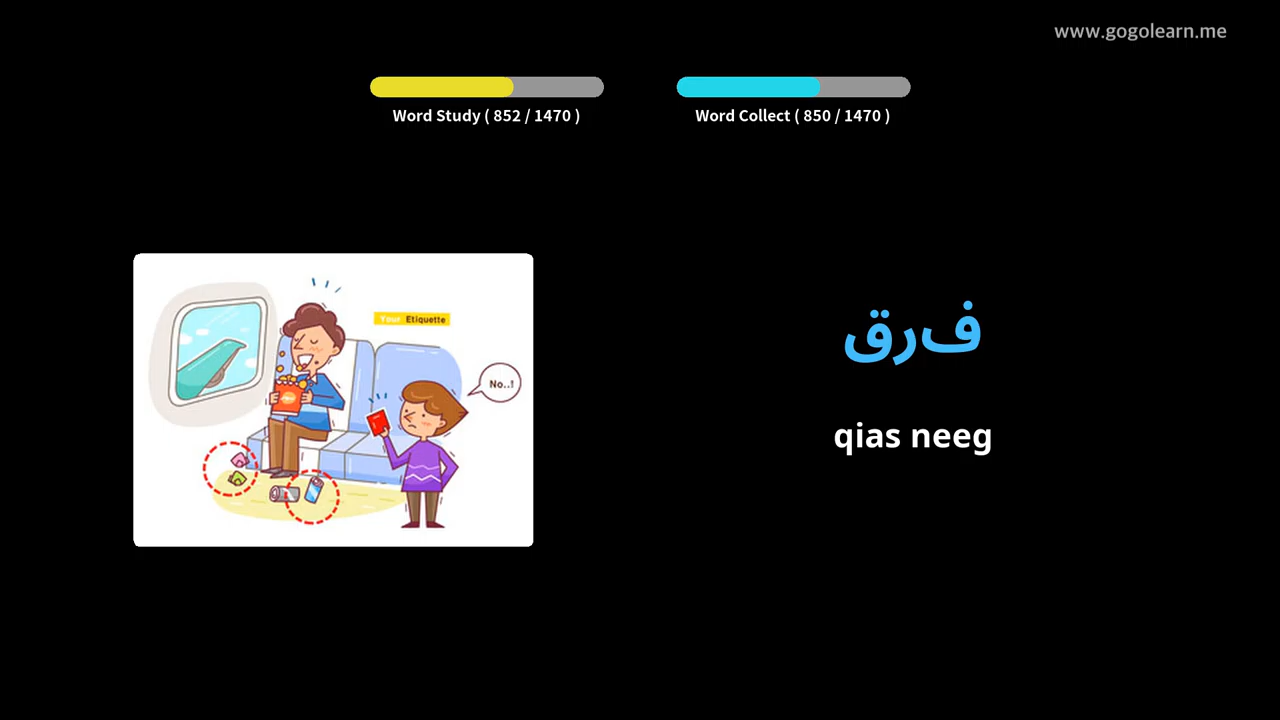 www.gogolearn.me
Word Study ( 852 / 1470 )
Word Collect ( 850 / 1470 )
Your Etiquette
No..!
فرق
qias neeg